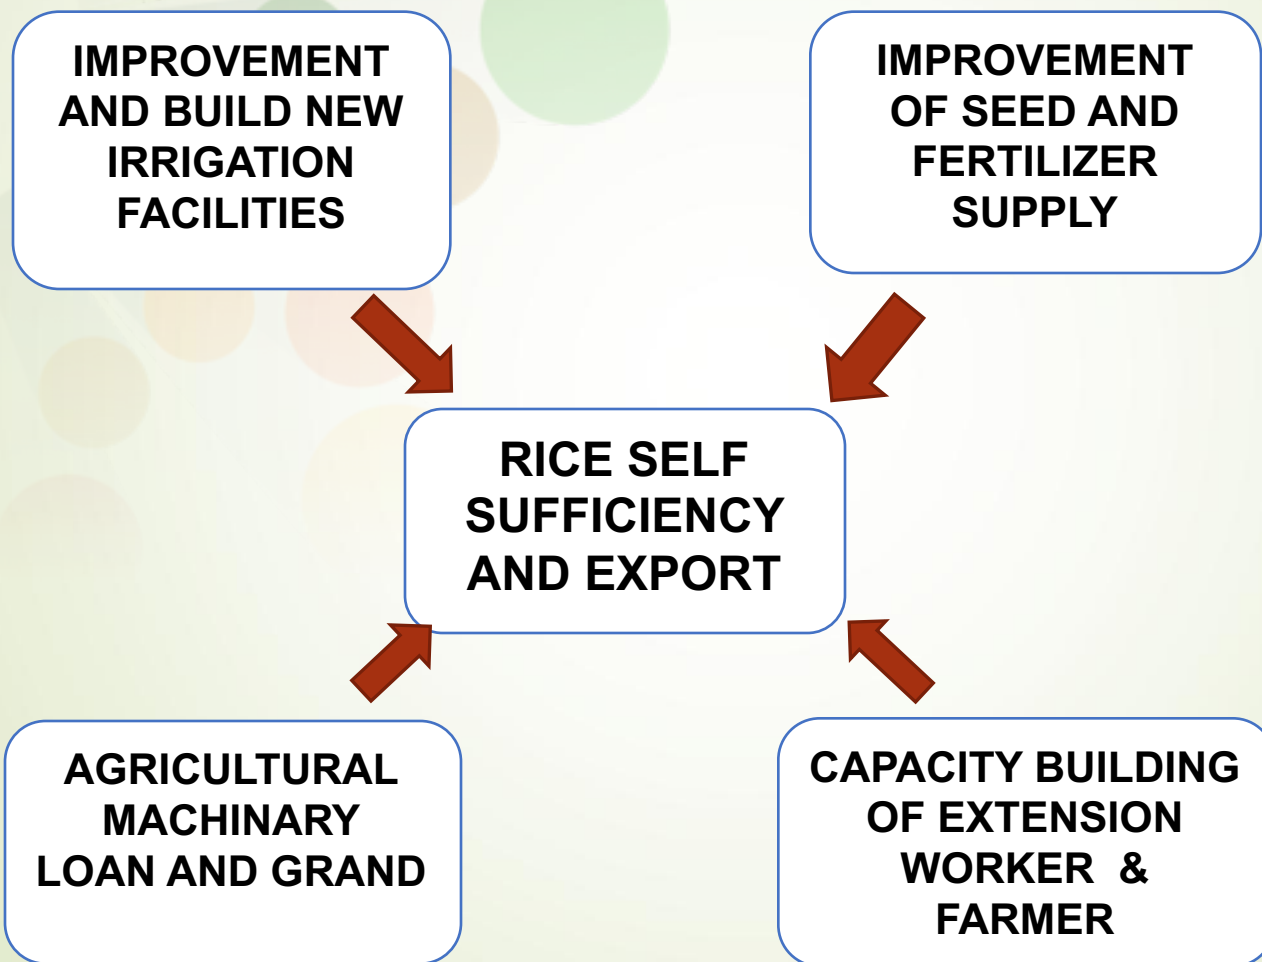 IMPROVEMENT
AND BUILD NEW
IRRIGATION
FACILITIES
IMPROVEMENT
OF SEED AND
FERTILIZER
SUPPLY
RICE SELF
SUFFICIENCY
AND EXPORT
AGRICULTURAL
MACHINARY
LOAN AND GRAND
CAPACITY BUILDING
OF EXTENSION
WORKER &
FARMER